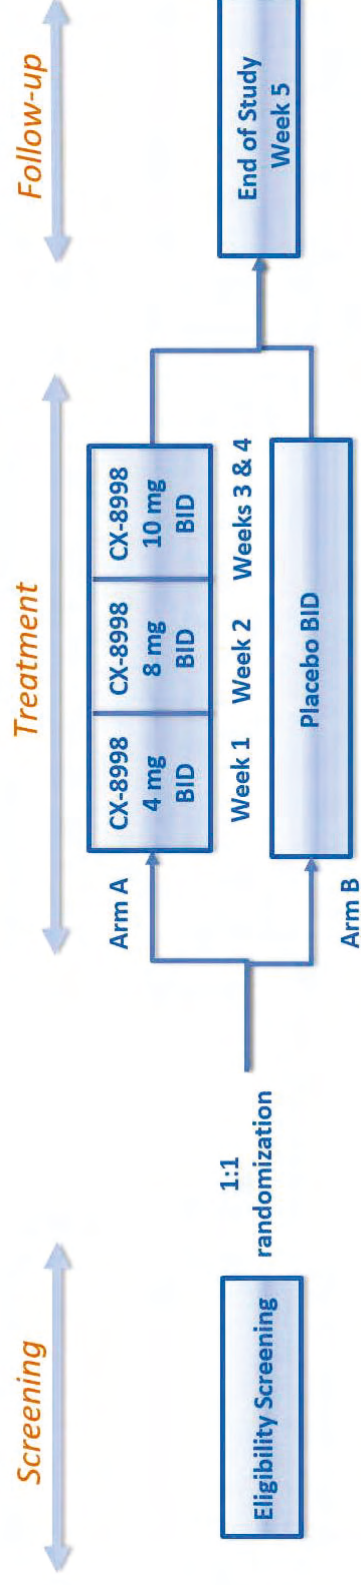 Screening
Treatment
Follow-up
Eligibility Screening
1:1
randomization
Arm A
CX-8998
4 mg
BID
CX-8998
8 mg
BID
CX-8998
10 mg
BID
Week 1
Week 2
Weeks 3 & 4
Placebo BID
Arm B
End of Study
Week 5